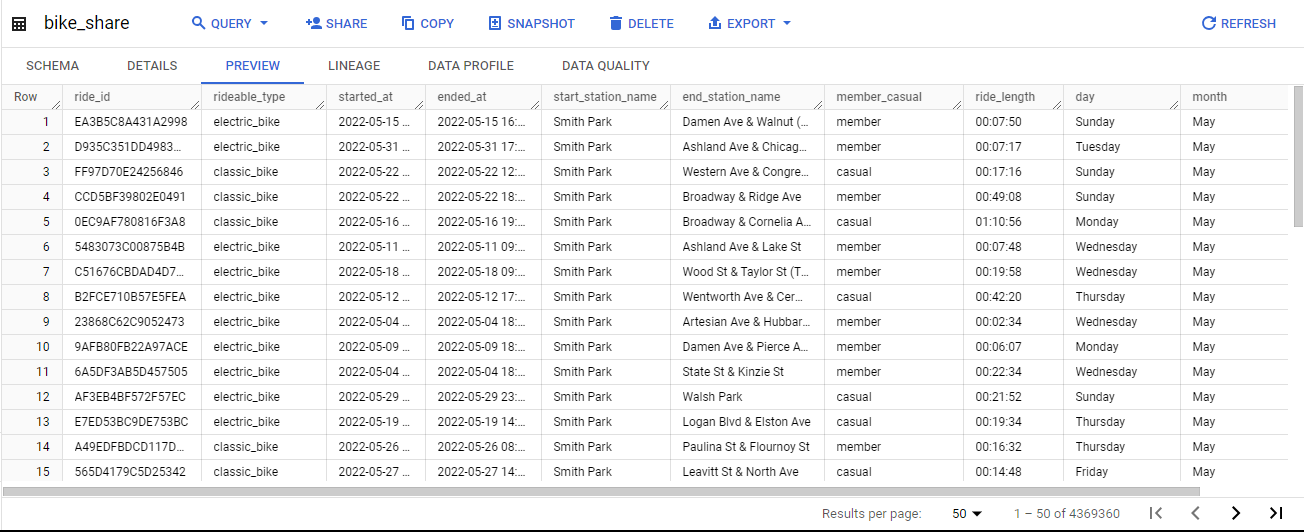 bike_share QUERY SHARE COPY SNAPSHOT DELETE EXPORT REFRESH
SCHEMA DETAILS PREVIEW LINEAGE DATA PROFILE DATA QUALITY
Row ride_id rideable_type started_at ended_at start_station_name end_station_name member_casual ride_length day month
1 EA3B5C8A431A2998 electric_bike 2022-05-15 ... 2022-05-15 16:... Smith Park Damen Ave & Walnut (... member 00:07:50 Sunday May
2 D935C351DD4983... electric_bike 2022-05-31 ... 2022-05-31 17:... Smith Park Ashland Ave & Chicag... member 00:07:17 Tuesday May
3 FF97D70E24256846 classic_bike 2022-05-22 ... 2022-05-22 12:... Smith Park Western Ave & Congre... casual 00:17:16 Sunday May
4 CCD5BF39802E0491 classic_bike 2022-05-22 ... 2022-05-22 18:... Smith Park Broadway & Ridge Ave member 00:49:08 Sunday May
5 0EC9AF780816F3A8 classic_bike 2022-05-16 ... 2022-05-16 19:... Smith Park Broadway & Cornelia A... casual 01:10:56 Monday May
6 5483073C00875B4B electric_bike 2022-05-11 ... 2022-05-11 09:... Smith Park Ashland Ave & Lake St member 00:07:48 Wednesday May
7 C51676CBDAD4D7... electric_bike 2022-05-18 ... 2022-05-18 09:... Smith Park Wood St & Taylor St (T... member 00:19:58 Wednesday May
8 B2FCE710B57E5FEA electric_bike 2022-05-12 ... 2022-05-12 17:... Smith Park Wentworth Ave & Cer... casual 00:42:20 Thursday May
9 23868C62C9052473 electric_bike 2022-05-04 ... 2022-05-04 18:... Smith Park Artesian Ave & Hubbar... member 00:02:34 Wednesday May
10 9AFB80FB22A97ACE electric_bike 2022-05-09 ... 2022-05-09 18:... Smith Park Damen Ave & Pierce A... member 00:06:07 Monday May
11 6A5DF3AB5D457505 electric_bike 2022-05-04 ... 2022-05-04 18:... Smith Park State St & Kinzie St member 00:22:34 Wednesday May
12 AF3EB4BF572F57EC electric_bike 2022-05-29 ... 2022-05-29 23:... Smith Park Walsh Park casual 00:21:52 Sunday May
13 E7ED53BC9DE753BC electric_bike 2022-05-19 ... 2022-05-19 14:... Smith Park Logan Blvd & Elston Ave casual 00:19:34 Thursday May
14 A49EDFBDCD117D... classic_bike 2022-05-26 ... 2022-05-26 08:... Smith Park Paulina St & Flournoy St member 00:16:32 Thursday May
15 565D4179C5D25342 classic_bike 2022-05-27 ... 2022-05-27 14:... Smith Park Leavitt St & North Ave casual 00:14:48 Friday May
Results per page: 50 1 – 50 of 4369360